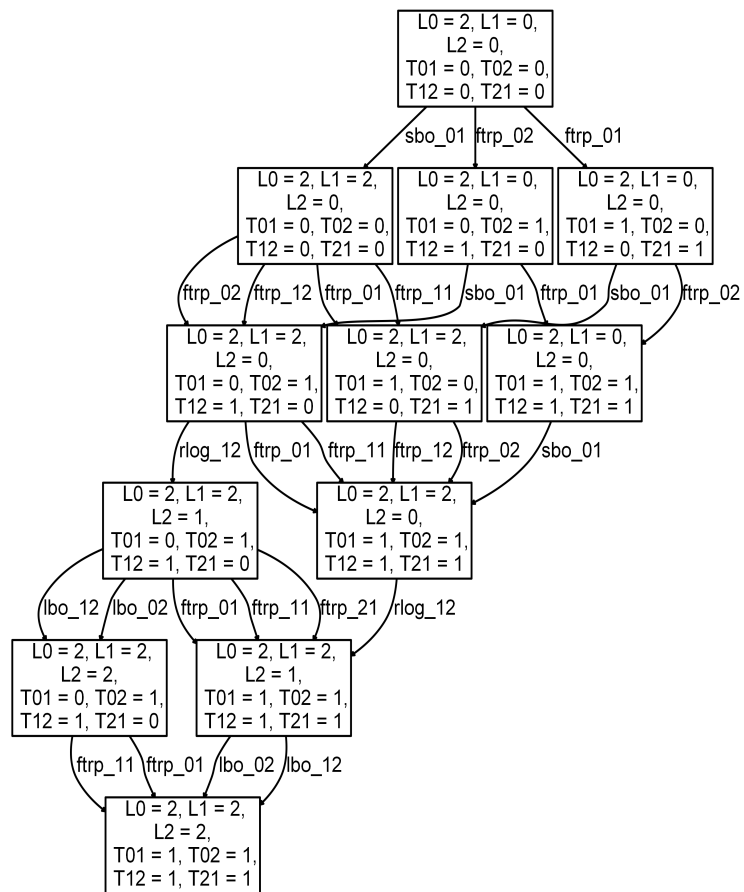 L0 = 2, L1 = 0,
L2 = 0,
T01 = 0, T02 = 0,
T12 = 0, T21 = 0
sbo_01
ftrp_02
ftrp_01
L0 = 2, L1 = 2,
L2 = 0,
T01 = 0, T02 = 0,
T12 = 0, T21 = 0
L0 = 2, L1 = 0,
L2 = 0,
T01 = 0, T02 = 1,
T12 = 1, T21 = 0
L0 = 2, L1 = 0,
L2 = 0,
T01 = 1, T02 = 0,
T12 = 0, T21 = 1
ftrp_02
ftrp_12
ftrp_01
ftrp_11
sbo_01
ftrp_01
sbo_01
ftrp_02
L0 = 2, L1 = 2,
L2 = 0,
T01 = 0, T02 = 1,
T12 = 1, T21 = 0
L0 = 2, L1 = 2,
L2 = 0,
T01 = 1, T02 = 0,
T12 = 0, T21 = 1
L0 = 2, L1 = 0,
L2 = 0,
T01 = 1, T02 = 1,
T12 = 1, T21 = 1
rlog_12
ftrp_01
ftrp_11
ftrp_12
ftrp_02
sbo_01
L0 = 2, L1 = 2,
L2 = 1,
T01 = 0, T02 = 1,
T12 = 1, T21 = 0
L0 = 2, L1 = 2,
L2 = 0,
T01 = 1, T02 = 1,
T12 = 1, T21 = 1
lbo_12
lbo_02
ftrp_01
ftrp_11
ftrp_21
rlog_12
L0 = 2, L1 = 2,
L2 = 2,
T01 = 0, T02 = 1,
T12 = 1, T21 = 0
L0 = 2, L1 = 2,
L2 = 1,
T01 = 1, T02 = 1,
T12 = 1, T21 = 1
ftrp_11
ftrp_01
lbo_02
lbo_12
L0 = 2, L1 = 2,
L2 = 2,
T01 = 1, T02 = 1,
T12 = 1, T21 = 1